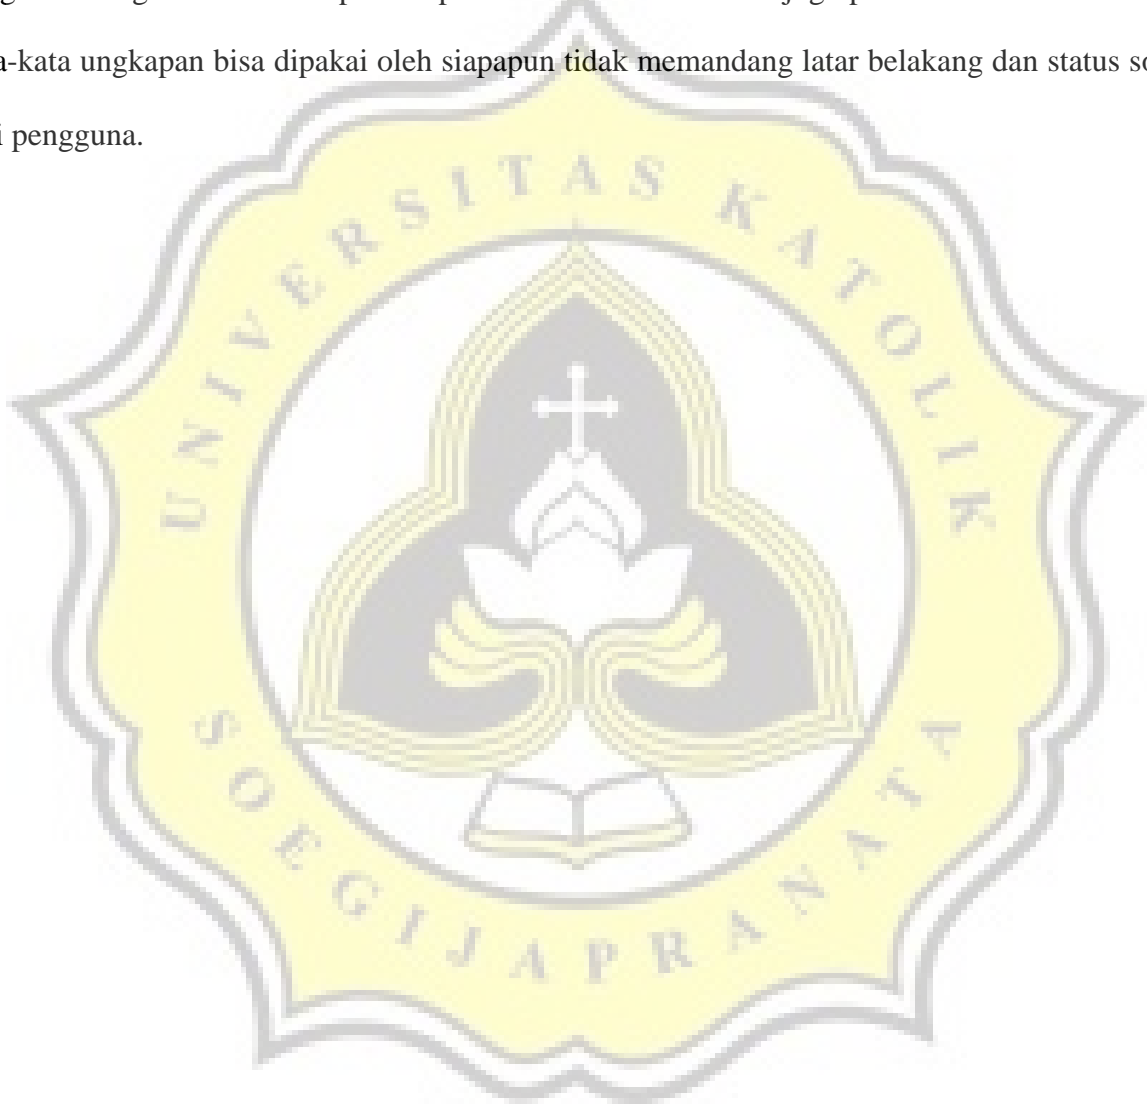 a-kata ungkapan bisa dipakai oleh siapapun tidak memandang latar belakang dan status so
i pengguna.
UNIVERSITAS KATOLIK
SOEGIJAPRANATA